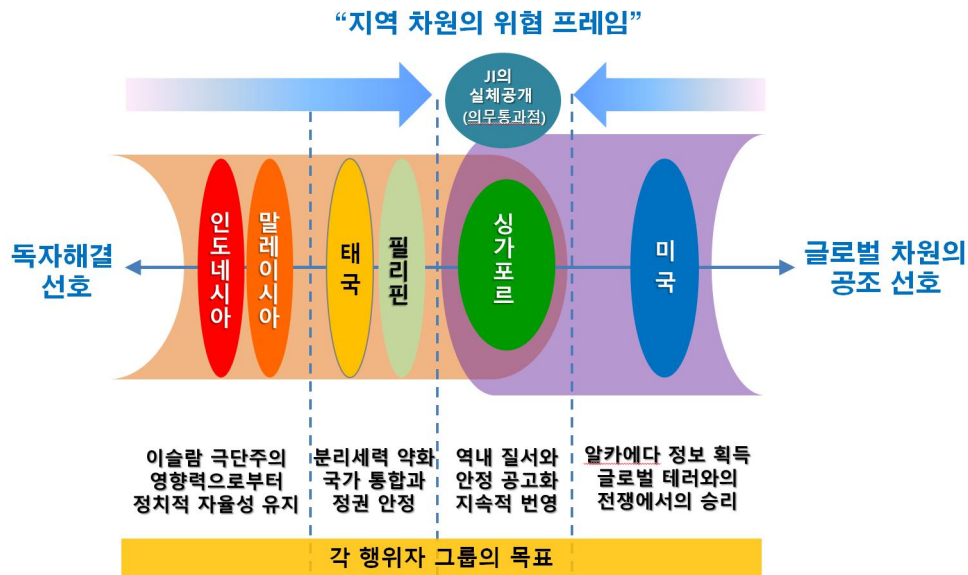 “지역 차원의 위협 프레임”
JI의
실체공개
(의무통과점)
독자해결
선호
인도네시아
말레이시아
태국
필리핀
싱가포르
미국
글로벌 차원의
공조 선호
이슬람 극단주의
영향력으로부터
정치적 자율성 유지
분리세력 약화
국가 통합과
정권 안정
역내 질서와
안정 공고화
지속적 번영
알카에다 정보 획득
글로벌 테러와의
전쟁에서의 승리
각 행위자 그룹의 목표